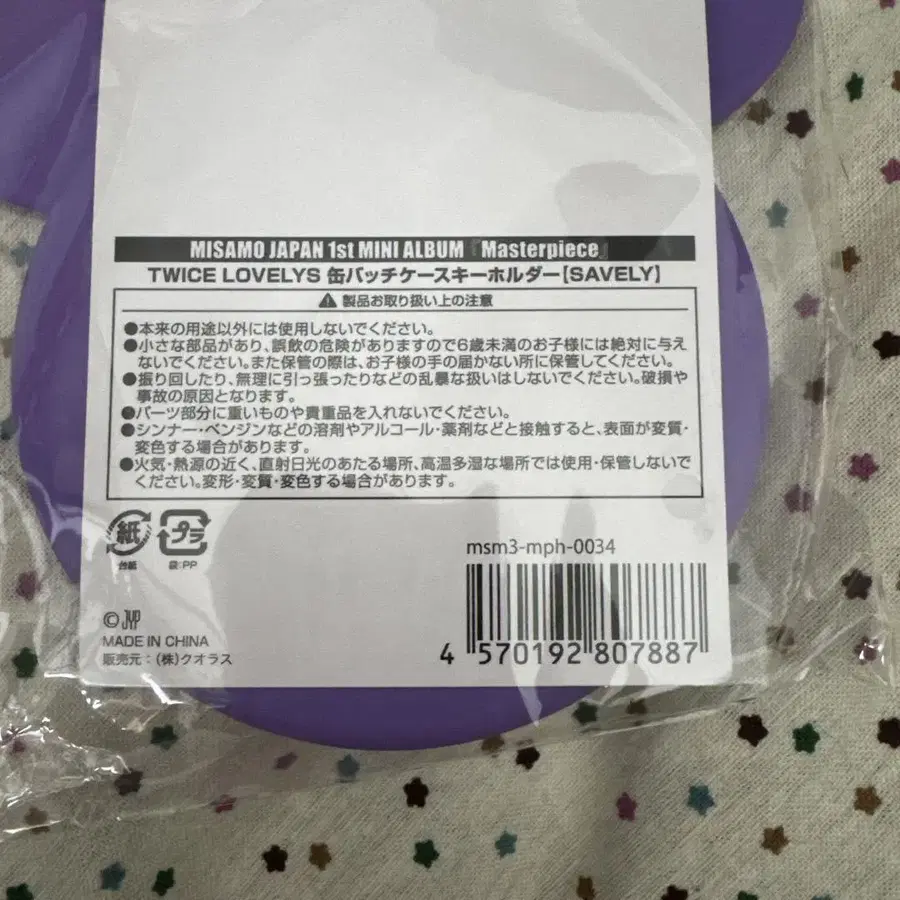 MISAMO JAPAN 1st MINI ALBUM『Masterpiece』
TWICE LOVELYS 缶バッチケースキーホルダー【SAVELY】
製品お取り扱い上の注意
●本来の用途以外には使用しないでください。
●小さな部品があり、誤飲の危険がありますので6歳未満のお子様には絶対に与え
ないでください。また保管の際は、お子様の手の届かない所に保管してください。
●振り回したり、無理に引っ張ったりなどの乱暴な扱いはしないでください。破損や
事故の原因となります。
●パーツ部分に重いものや貴重品を入れないでください。
●シンナー・ベンジンなどの溶剤やアルコール・薬剤などと接触すると、表面が変質・
変色する場合があります。
●火気・熱源の近く、直射日光のあたる場所、高温多湿な場所では使用・保管しないで
ください。変形・変質・変色する場合があります。
紙 プラ
台紙 袋:PP
msm3-mph-0034
© JYP
MADE IN CHINA
販売元:(株)クオラス
4 570192 807887